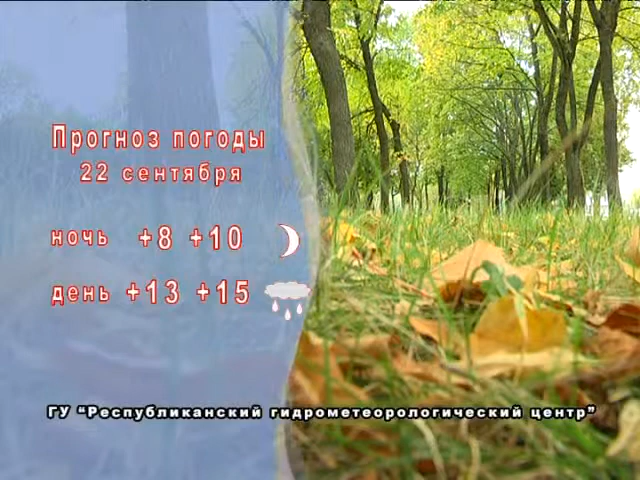 Прогноз погоды
22 сентября
ночь +8 +10
день +13 +15
ГУ “Республиканский гидрометеорологический центр”